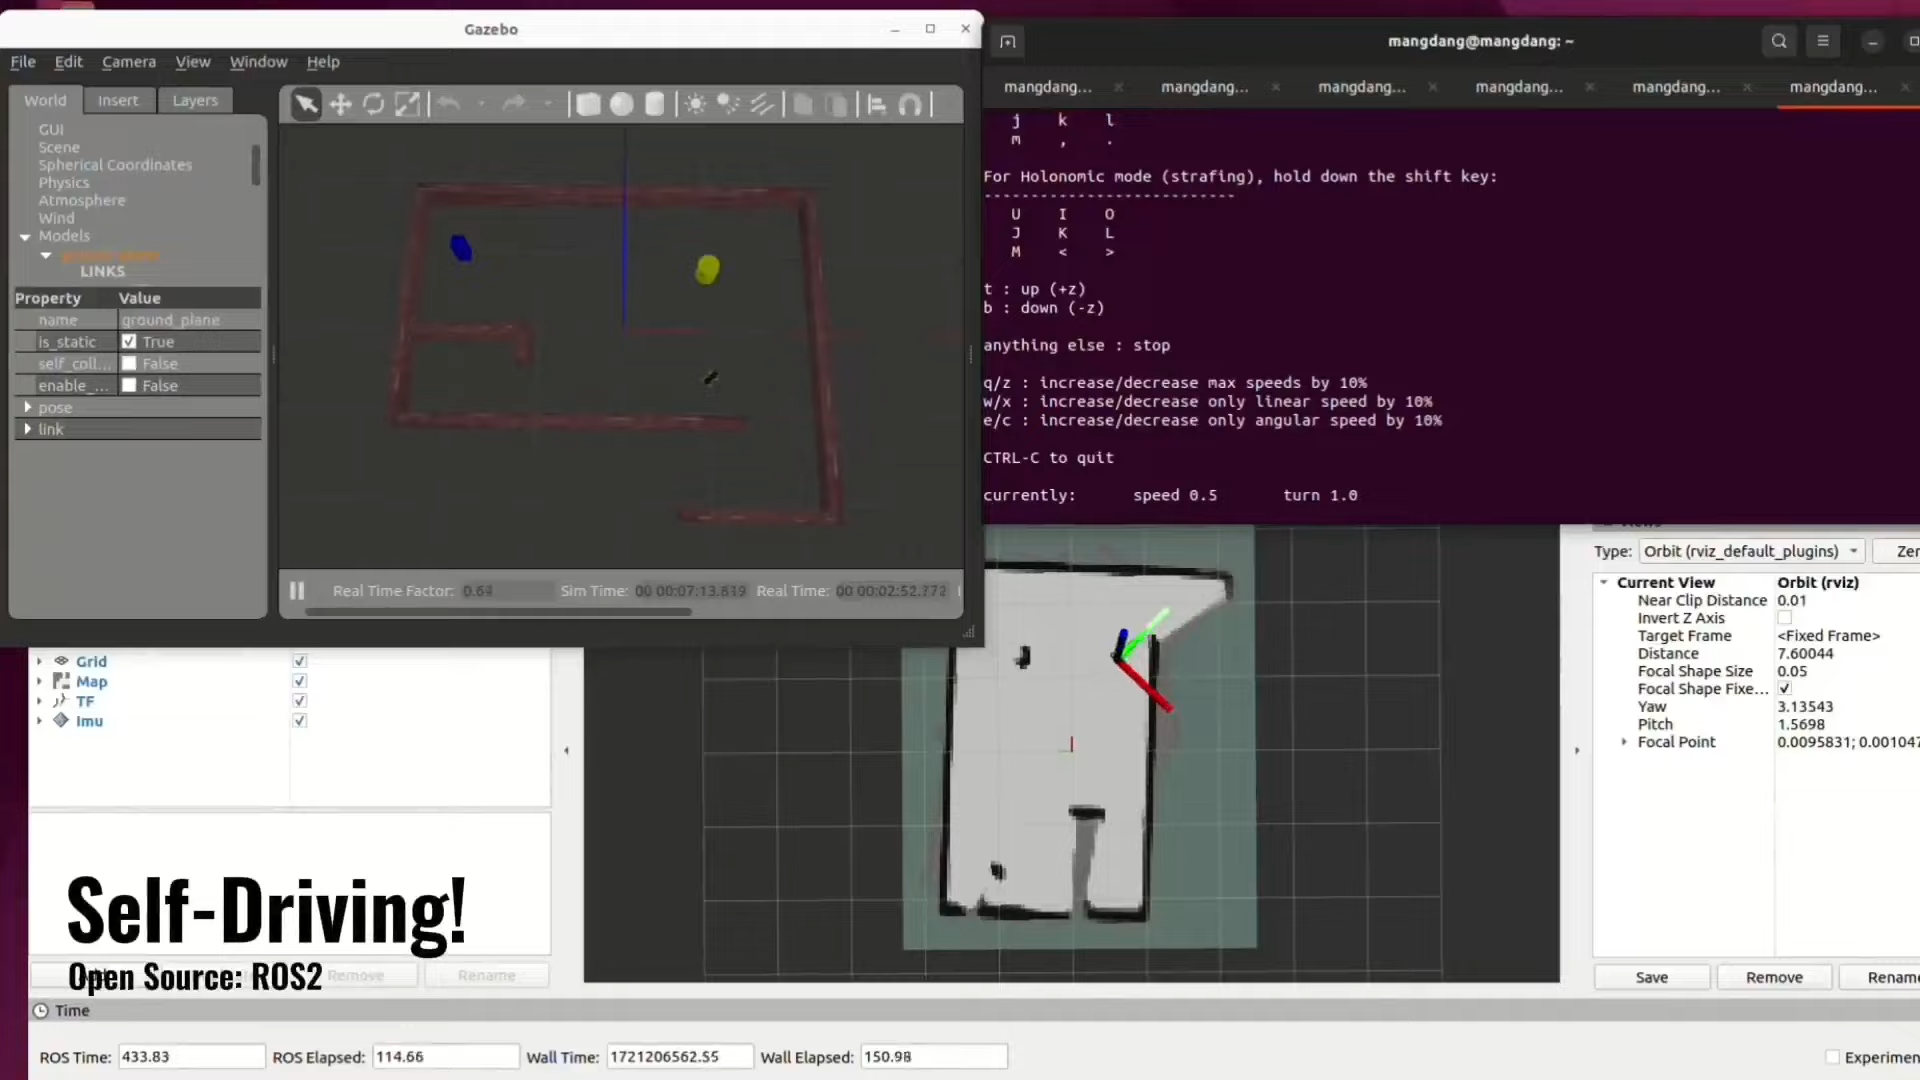 Gazebo
File Edit Camera View Window Help
World Insert Layers
GUI
Scene
Spherical Coordinates
Physics
Atmosphere
Wind
Models
LINKS
Property Value
name ground_plane
is_static True
self_coll... False
enable_... False
pose
link
Real Time Factor: Sim Time: 00 00:07:13.819 Real Time: 00 00:02:52.772
mangdang@mangdang: ~
mangdang... mangdang... mangdang... mangdang... mangdang... mangdang...
j k l
m , .
For Holonomic mode (strafing), hold down the shift key:
---------------------------
U I O
J K L
M < >
t : up (+z)
b : down (-z)
anything else : stop
q/z : increase/decrease max speeds by 10%
w/x : increase/decrease only linear speed by 10%
e/c : increase/decrease only angular speed by 10%
CTRL-C to quit
currently: speed 0.5 turn 1.0
Grid
Map
TF
Imu
Type: Orbit (rviz_default_plugins) Zer
Current View Orbit (rviz)
Near Clip Distance 0.01
Invert Z Axis
Target Frame <Fixed Frame>
Distance 7.60044
Focal Shape Size 0.05
Focal Shape Fixe...
Yaw 3.13543
Pitch 1.5698
Focal Point 0.0095831; 0.001047
Save Remove Renam
Self-Driving!
Open Source: ROS2
Remove Rename
Time
ROS Time: 433.83 ROS Elapsed: 114.66 Wall Time: 1721206562.55 Wall Elapsed: 150.98 Experimen